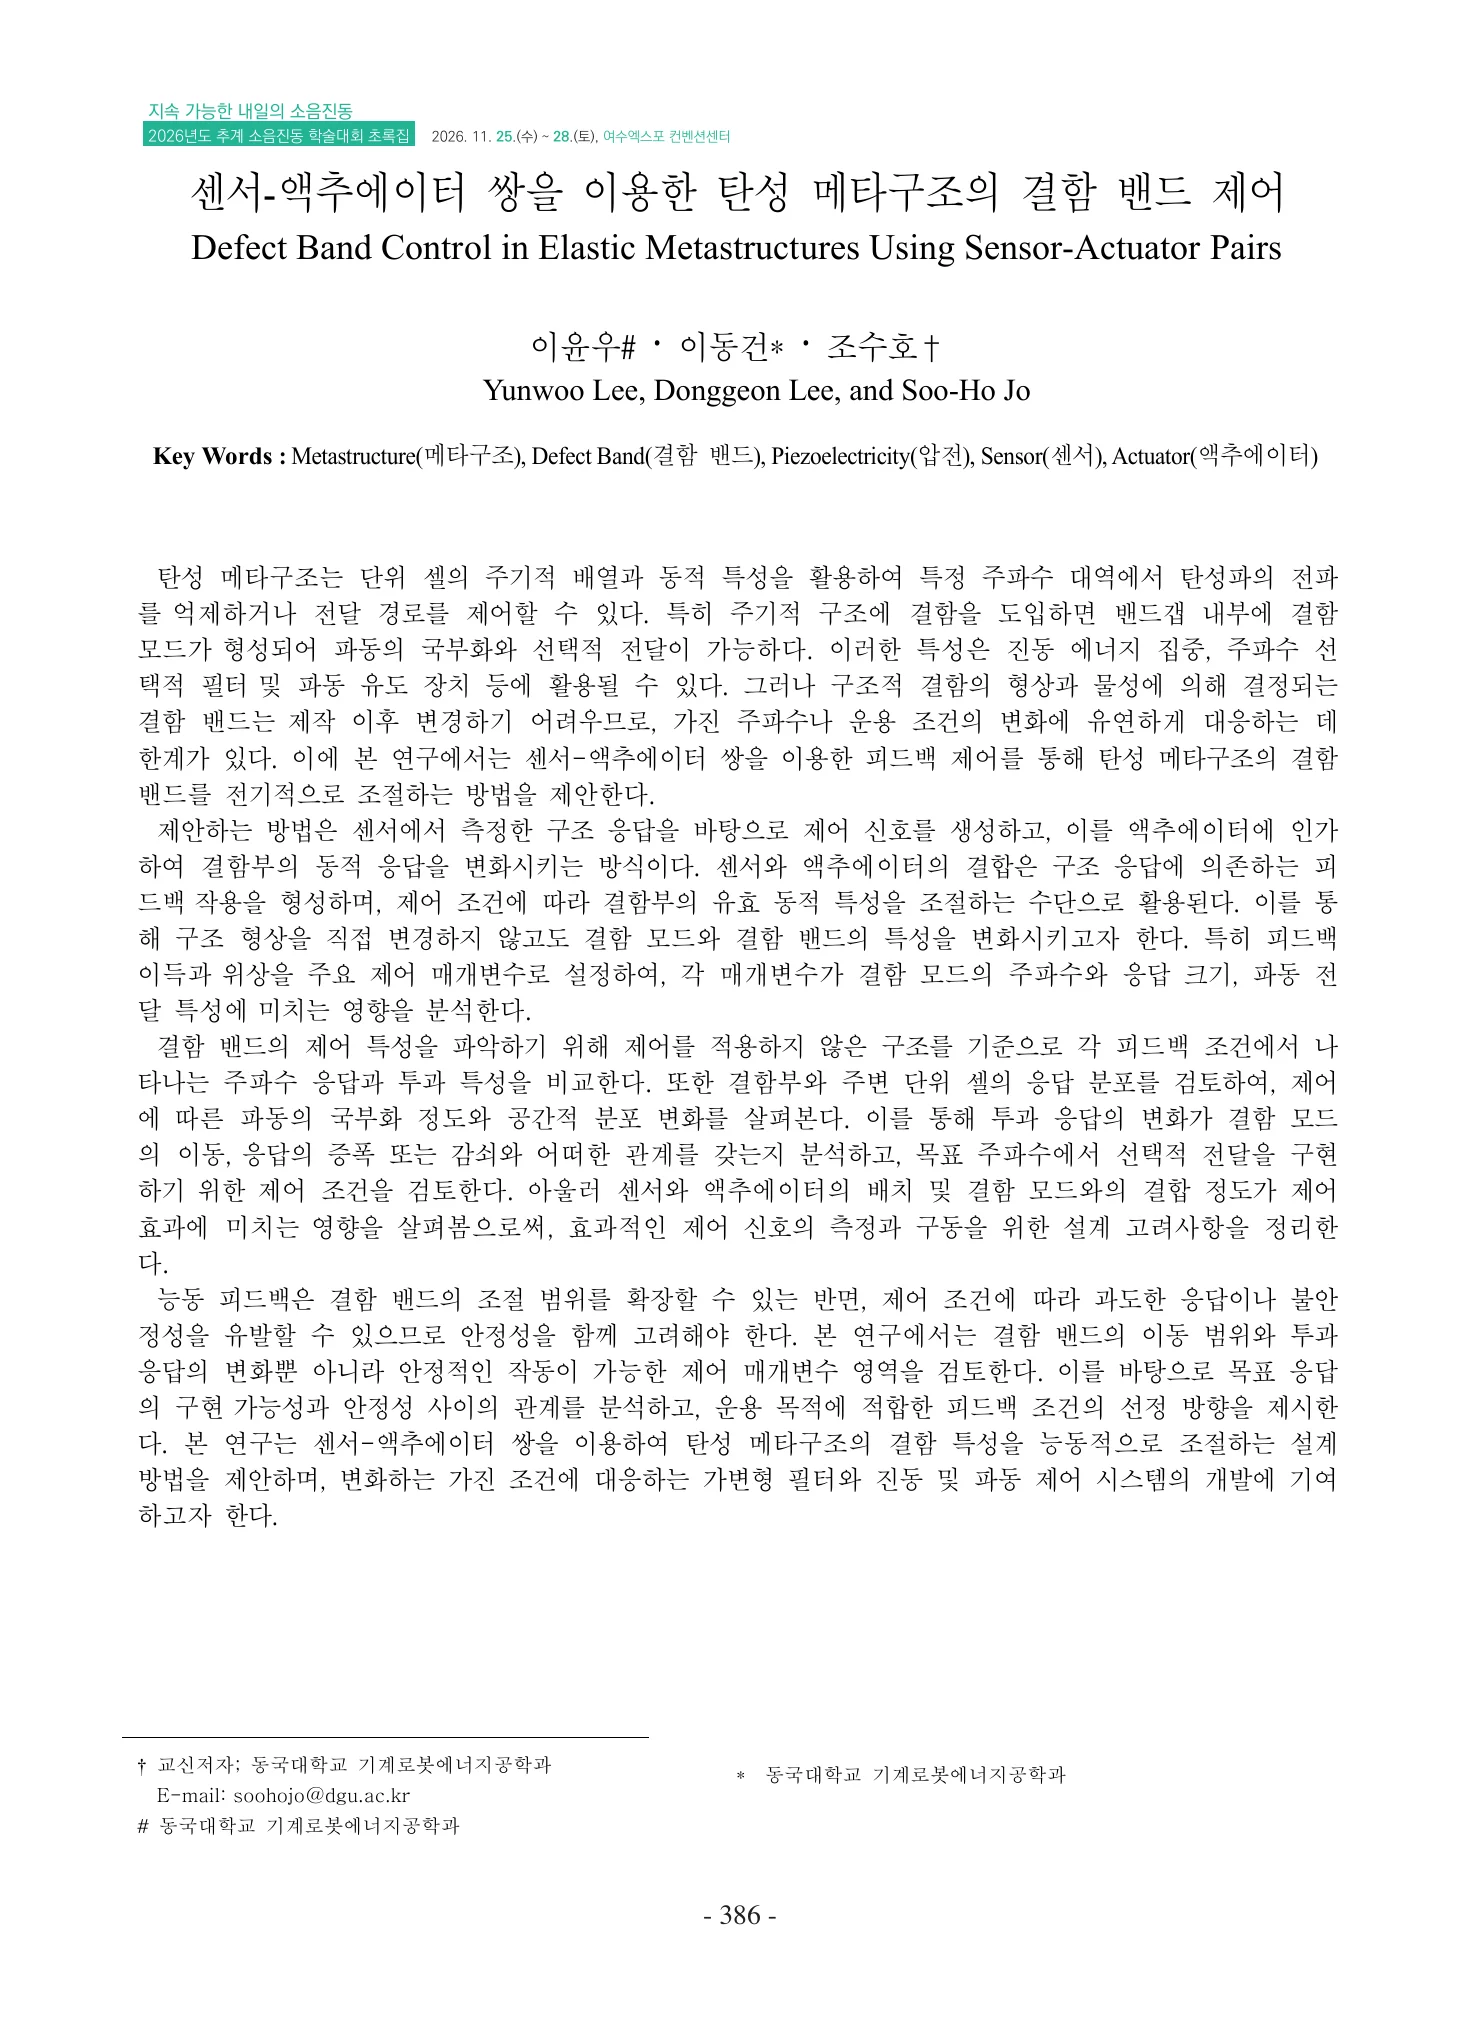 지속 가능한 내일의 소음진동
2026년도 추계 소음진동 학술대회 초록집 2026. 11. 25.(수) ~ 28.(토), 여수엑스포 컨벤션센터
센서-액추에이터 쌍을 이용한 탄성 메타구조의 결함 밴드 제어
Defect Band Control in Elastic Metastructures Using Sensor-Actuator Pairs
이윤우# · 이동건* · 조수호†
Yunwoo Lee, Donggeon Lee, and Soo-Ho Jo
Key Words : Metastructure(메타구조), Defect Band(결함 밴드), Piezoelectricity(압전), Sensor(센서), Actuator(액추에이터)
탄성 메타구조는 단위 셀의 주기적 배열과 동적 특성을 활용하여 특정 주파수 대역에서 탄성파의 전파
를 억제하거나 전달 경로를 제어할 수 있다. 특히 주기적 구조에 결함을 도입하면 밴드갭 내부에 결함
모드가 형성되어 파동의 국부화와 선택적 전달이 가능하다. 이러한 특성은 진동 에너지 집중, 주파수 선
택적 필터 및 파동 유도 장치 등에 활용될 수 있다. 그러나 구조적 결함의 형상과 물성에 의해 결정되는
결함 밴드는 제작 이후 변경하기 어려우므로, 가진 주파수나 운용 조건의 변화에 유연하게 대응하는 데
한계가 있다. 이에 본 연구에서는 센서-액추에이터 쌍을 이용한 피드백 제어를 통해 탄성 메타구조의 결함
밴드를 전기적으로 조절하는 방법을 제안한다.
제안하는 방법은 센서에서 측정한 구조 응답을 바탕으로 제어 신호를 생성하고, 이를 액추에이터에 인가
하여 결함부의 동적 응답을 변화시키는 방식이다. 센서와 액추에이터의 결합은 구조 응답에 의존하는 피
드백 작용을 형성하며, 제어 조건에 따라 결함부의 유효 동적 특성을 조절하는 수단으로 활용된다. 이를 통
해 구조 형상을 직접 변경하지 않고도 결함 모드와 결함 밴드의 특성을 변화시키고자 한다. 특히 피드백
이득과 위상을 주요 제어 매개변수로 설정하여, 각 매개변수가 결함 모드의 주파수와 응답 크기, 파동 전
달 특성에 미치는 영향을 분석한다.
결함 밴드의 제어 특성을 파악하기 위해 제어를 적용하지 않은 구조를 기준으로 각 피드백 조건에서 나
타나는 주파수 응답과 투과 특성을 비교한다. 또한 결함부와 주변 단위 셀의 응답 분포를 검토하여, 제어
에 따른 파동의 국부화 정도와 공간적 분포 변화를 살펴본다. 이를 통해 투과 응답의 변화가 결함 모드
의 이동, 응답의 증폭 또는 감쇠와 어떠한 관계를 갖는지 분석하고, 목표 주파수에서 선택적 전달을 구현
하기 위한 제어 조건을 검토한다. 아울러 센서와 액추에이터의 배치 및 결함 모드와의 결합 정도가 제어
효과에 미치는 영향을 살펴봄으로써, 효과적인 제어 신호의 측정과 구동을 위한 설계 고려사항을 정리한
다.
능동 피드백은 결함 밴드의 조절 범위를 확장할 수 있는 반면, 제어 조건에 따라 과도한 응답이나 불안
정성을 유발할 수 있으므로 안정성을 함께 고려해야 한다. 본 연구에서는 결함 밴드의 이동 범위와 투과
응답의 변화뿐 아니라 안정적인 작동이 가능한 제어 매개변수 영역을 검토한다. 이를 바탕으로 목표 응답
의 구현 가능성과 안정성 사이의 관계를 분석하고, 운용 목적에 적합한 피드백 조건의 선정 방향을 제시한
다. 본 연구는 센서-액추에이터 쌍을 이용하여 탄성 메타구조의 결함 특성을 능동적으로 조절하는 설계
방법을 제안하며, 변화하는 가진 조건에 대응하는 가변형 필터와 진동 및 파동 제어 시스템의 개발에 기여
하고자 한다.
† 교신저자; 동국대학교 기계로봇에너지공학과
E-mail: soohojo@dgu.ac.kr
# 동국대학교 기계로봇에너지공학과
* 동국대학교 기계로봇에너지공학과
- 386 -